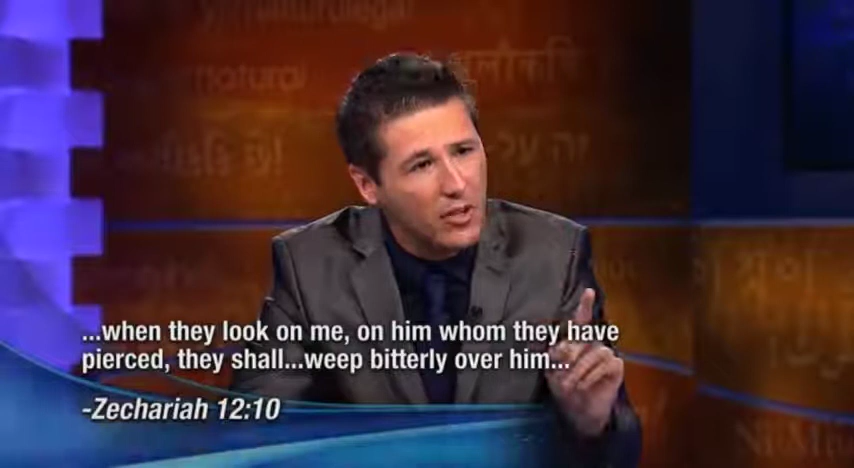 ...when they look on me, on him whom they have
pierced, they shall...weep bitterly over him...
-Zechariah 12:10